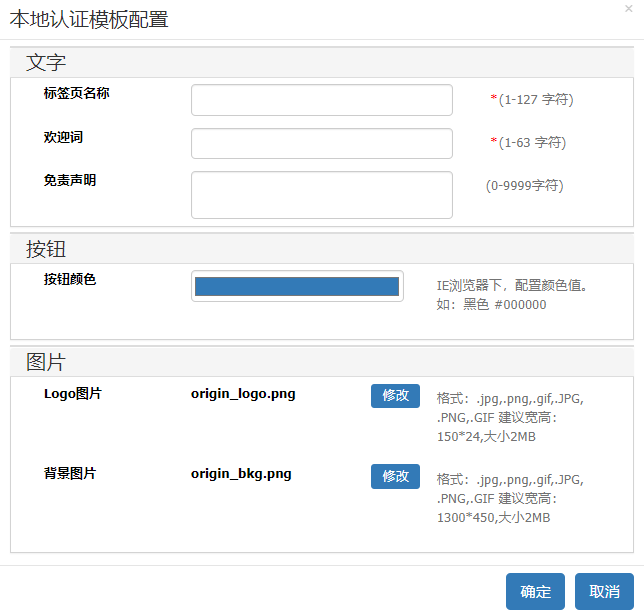 本地认证模板配置 ×
文字
标签页名称 *(1-127 字符)
欢迎词 *(1-63 字符)
免责声明 (0-9999字符)
按钮
按钮颜色 IE浏览器下，配置颜色值。
如：黑色 #000000
图片
Logo图片 origin_logo.png 修改 格式：.jpg,.png,.gif,.JPG,
.PNG,.GIF 建议宽高：
150*24,大小2MB
背景图片 origin_bkg.png 修改 格式：.jpg,.png,.gif,.JPG,
.PNG,.GIF 建议宽高：
1300*450,大小2MB
确定 取消